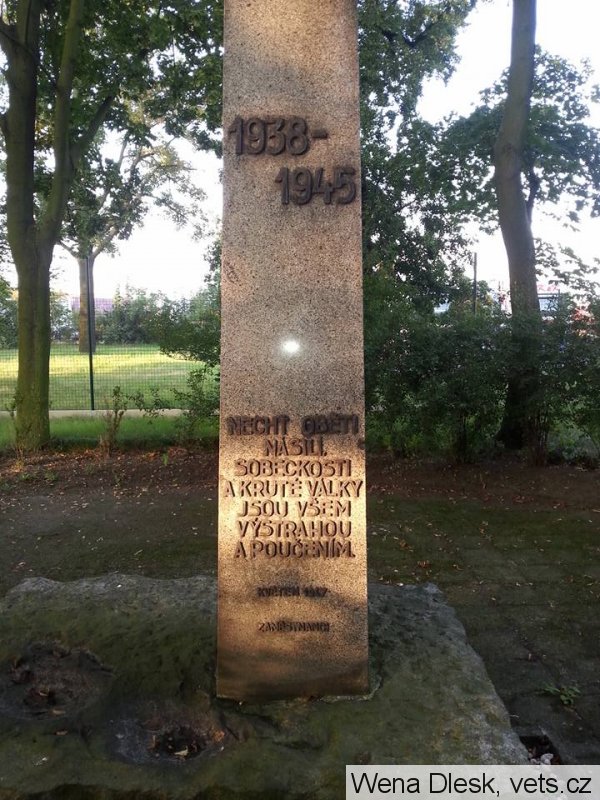 1938-
1945
NECHŤ OBĚTI
NÁSILÍ,
SOBECKOSTI
A KRUTÉ VÁLKY
JSOU VŠEM
VÝSTRAHOU
A POUČENÍM.
KVĚTEN 1947
ZAMĚSTNANCI
Wena Dlesk, vets.cz